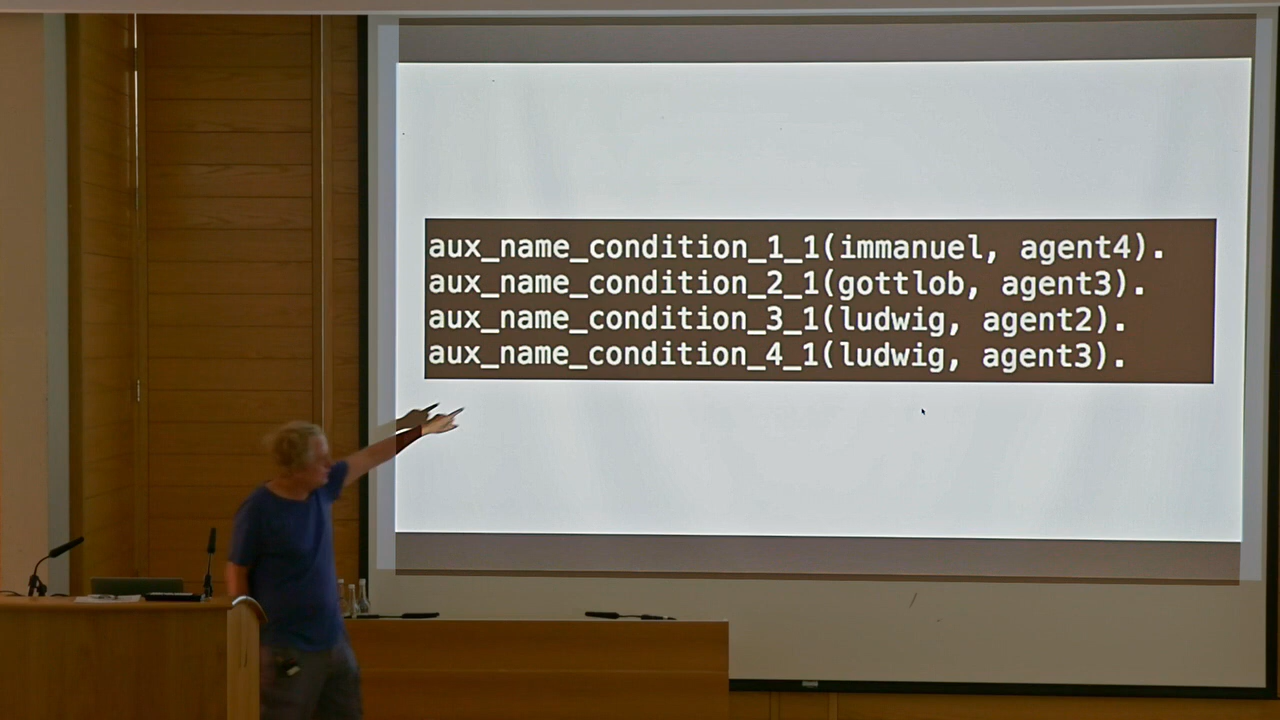 aux_name_condition_1_1(immanuel, agent4).
aux_name_condition_2_1(gottlob, agent3).
aux_name_condition_3_1(ludwig, agent2).
aux_name_condition_4_1(ludwig, agent3).